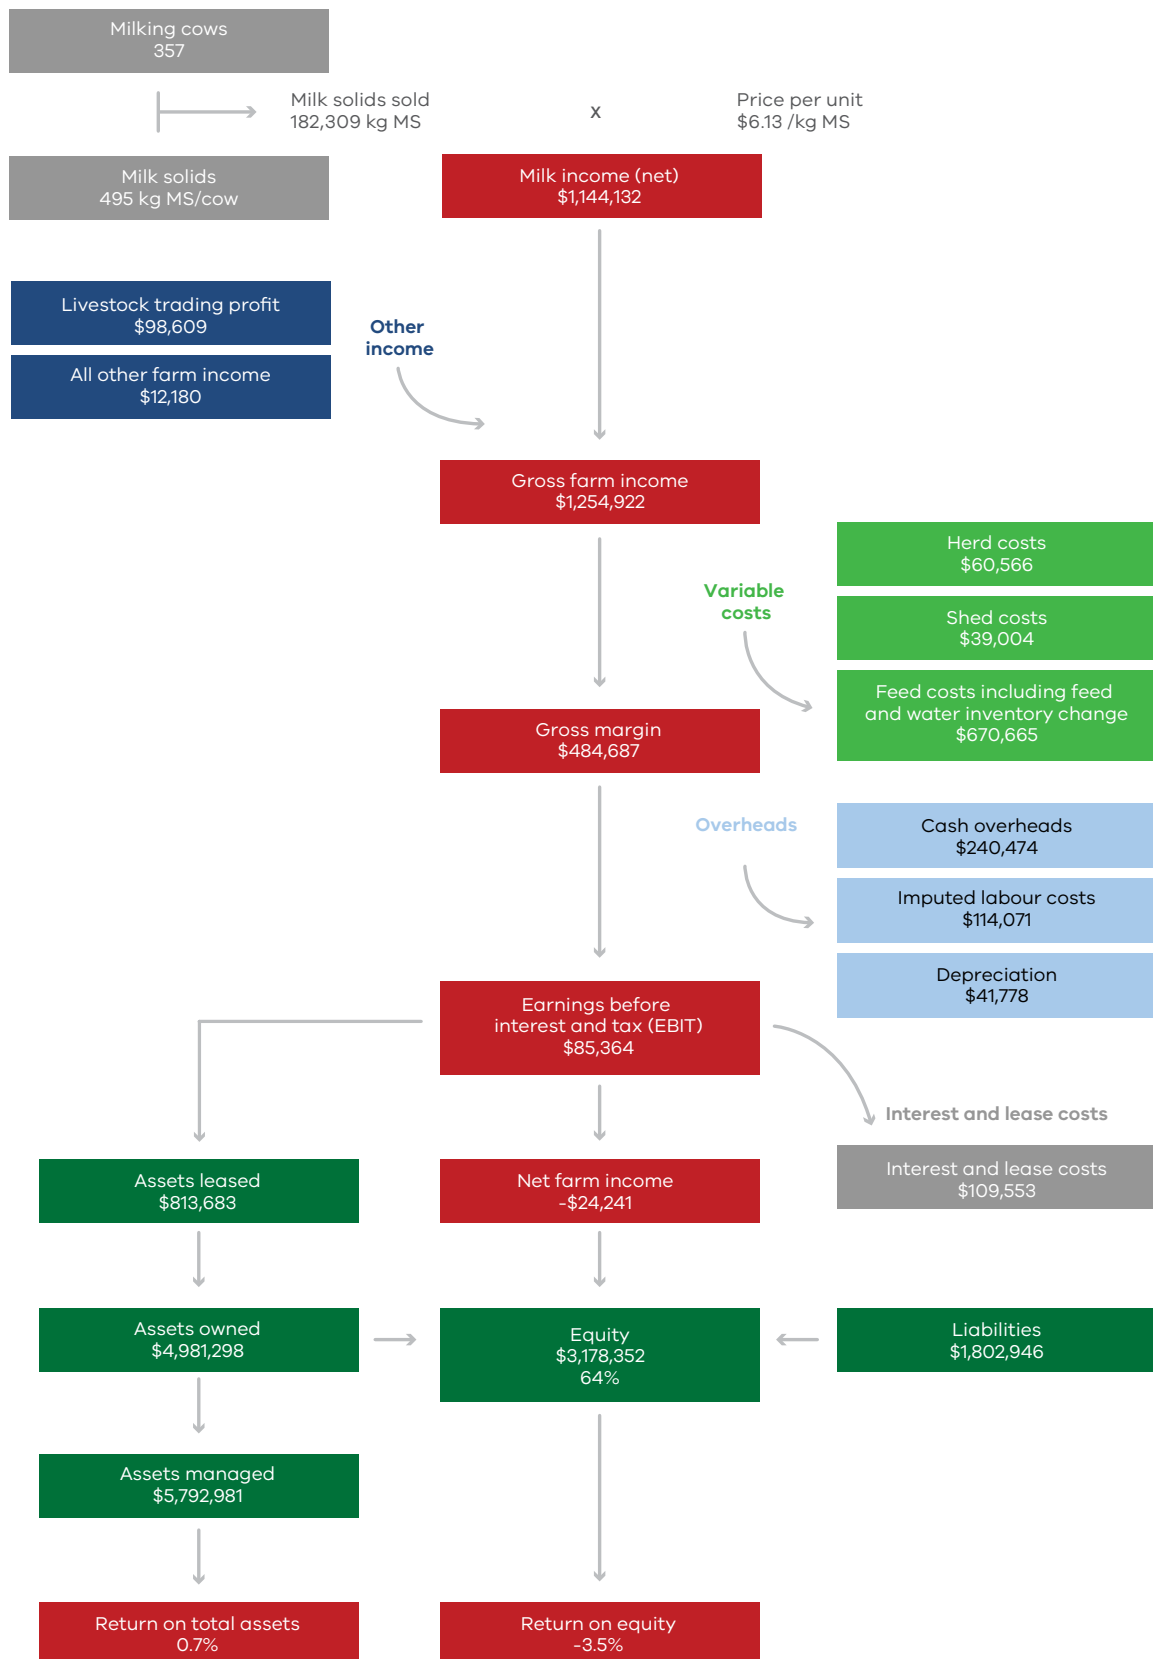 Milking cows
357
Milk solids sold
182,309 kg MS
x
Price per unit
$6.13 /kg MS
Milk solids
495 kg MS/cow
Milk income (net)
$1,144,132
Livestock trading profit
$98,609
All other farm income
$12,180
Other
income
Gross farm income
$1,254,922
Variable
costs
Herd costs
$60,566
Shed costs
$39,004
Feed costs including feed
and water inventory change
$670,665
Gross margin
$484,687
Overheads
Cash overheads
$240,474
Imputed labour costs
$114,071
Depreciation
$41,778
Earnings before
interest and tax (EBIT)
$85,364
Interest and lease costs
Interest and lease costs
$109,553
Assets leased
$813,683
Net farm income
-$24,241
Assets owned
$4,981,298
Equity
$3,178,352
64%
Liabilities
$1,802,946
Assets managed
$5,792,981
Return on total assets
0.7%
Return on equity
-3.5%